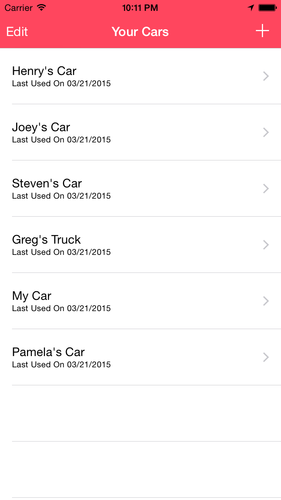 Carrier 10:11 PM
Edit Your Cars +
Henry's Car
Last Used On 03/21/2015
Joey's Car
Last Used On 03/21/2015
Steven's Car
Last Used On 03/21/2015
Greg's Truck
Last Used On 03/21/2015
My Car
Last Used On 03/21/2015
Pamela's Car
Last Used On 03/21/2015